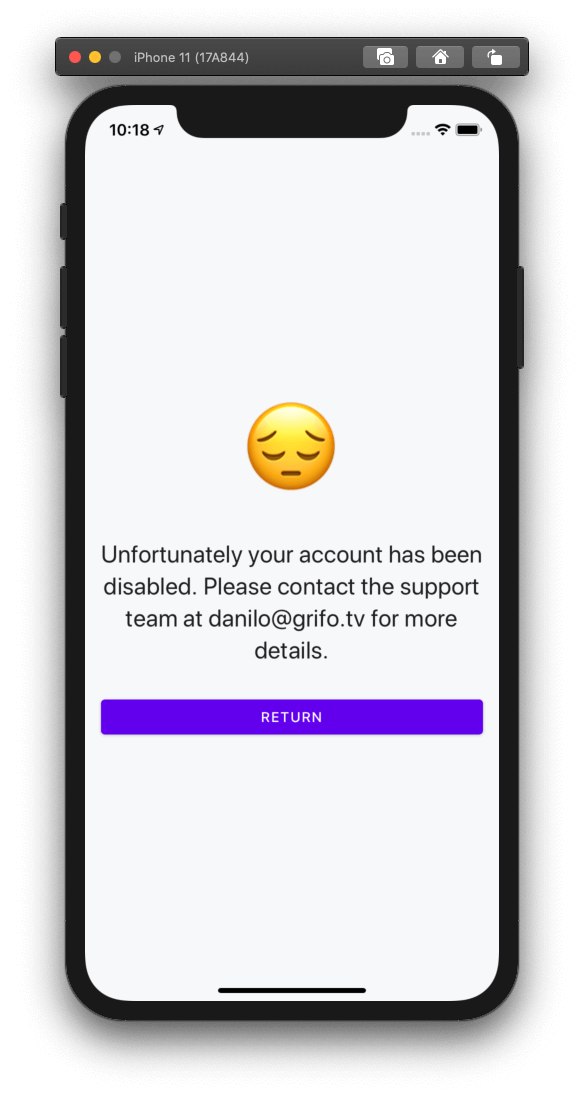 iPhone 11 (17A844)
10:18
Unfortunately your account has been
disabled. Please contact the support
team at danilo@grifo.tv for more
details.
RETURN